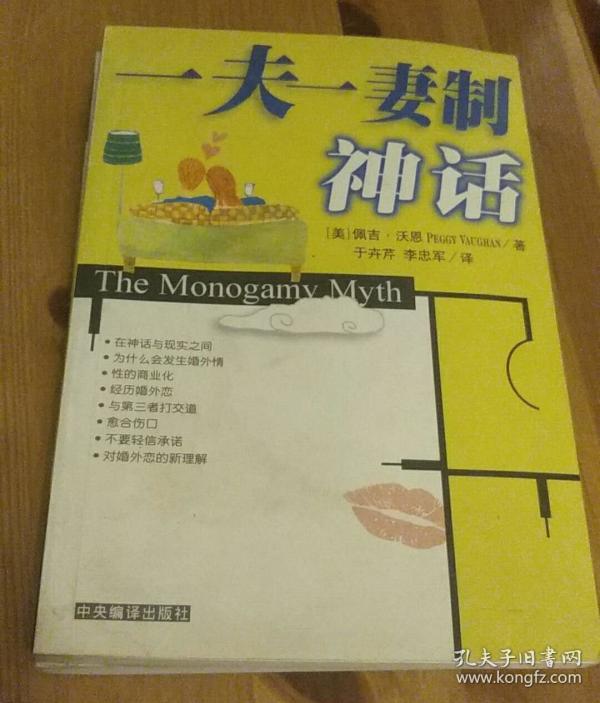 一夫一妻制
神话
[美]佩吉·沃恩 PEGGY VAUGHAN/著
于卉芹 李忠军/译
The Monogamy Myth
• 在神话与现实之间
• 为什么会发生婚外情
• 性的商业化
• 经历婚外恋
• 与第三者打交道
• 愈合伤口
• 不要轻信承诺
• 对婚外恋的新理解
中央编译出版社
孔夫子旧书网
www.kongfz.com